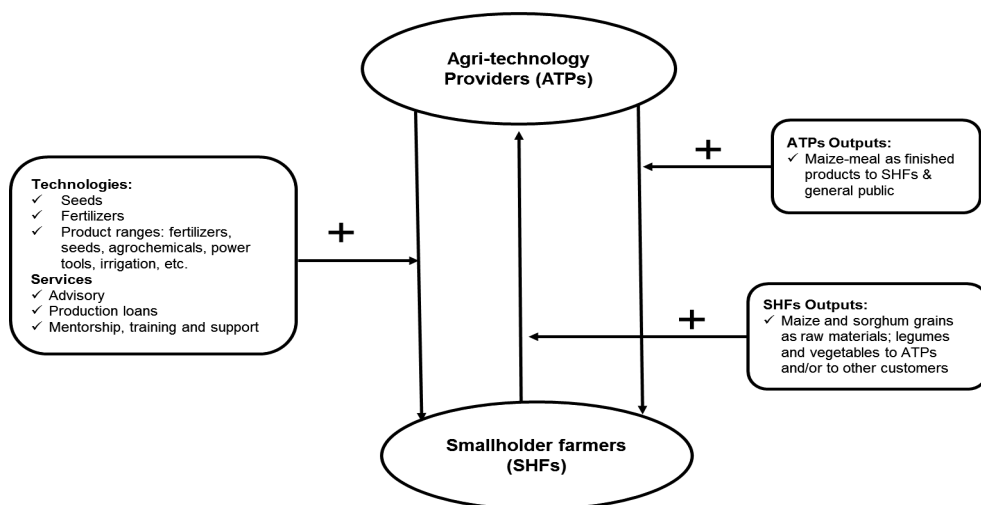 Agri-technology
Providers (ATPs)
Technologies:
✓ Seeds
✓ Fertilizers
✓ Product ranges: fertilizers,
seeds, agrochemicals, power
tools, irrigation, etc.
Services
✓ Advisory
✓ Production loans
✓ Mentorship, training and support
+
+
ATPs Outputs:
✓ Maize-meal as finished
products to SHFs &
general public
+
SHFs Outputs:
✓ Maize and sorghum grains
as raw materials; legumes
and vegetables to ATPs
and/or to other customers
Smallholder farmers
(SHFs)